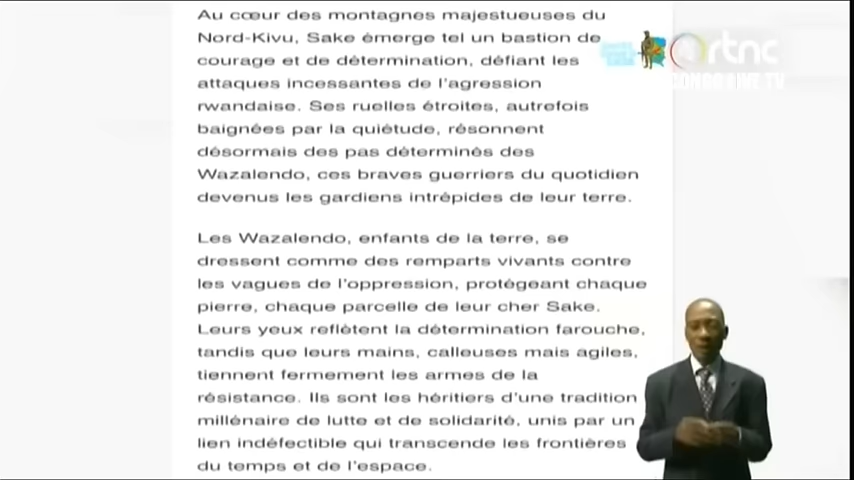 Au cœur des montagnes majestueuses du
Nord-Kivu, Sake émerge tel un bastion de
courage et de détermination, défiant les
attaques incessantes de l'agression
rwandaise. Ses ruelles étroites, autrefois
baignées par la quiétude, résonnent
désormais des pas déterminés des
Wazalendo, ces braves guerriers du quotidien
devenus les gardiens intrépides de leur terre.
Les Wazalendo, enfants de la terre, se
dressent comme des remparts vivants contre
les vagues de l'oppression, protégeant chaque
pierre, chaque parcelle de leur cher Sake.
Leurs yeux reflètent la détermination farouche,
tandis que leurs mains, calleuses mais agiles,
tiennent fermement les armes de la
résistance. Ils sont les héritiers d'une tradition
millénaire de lutte et de solidarité, unis par un
lien indéfectible qui transcende les frontières
du temps et de l'espace.
rtnc